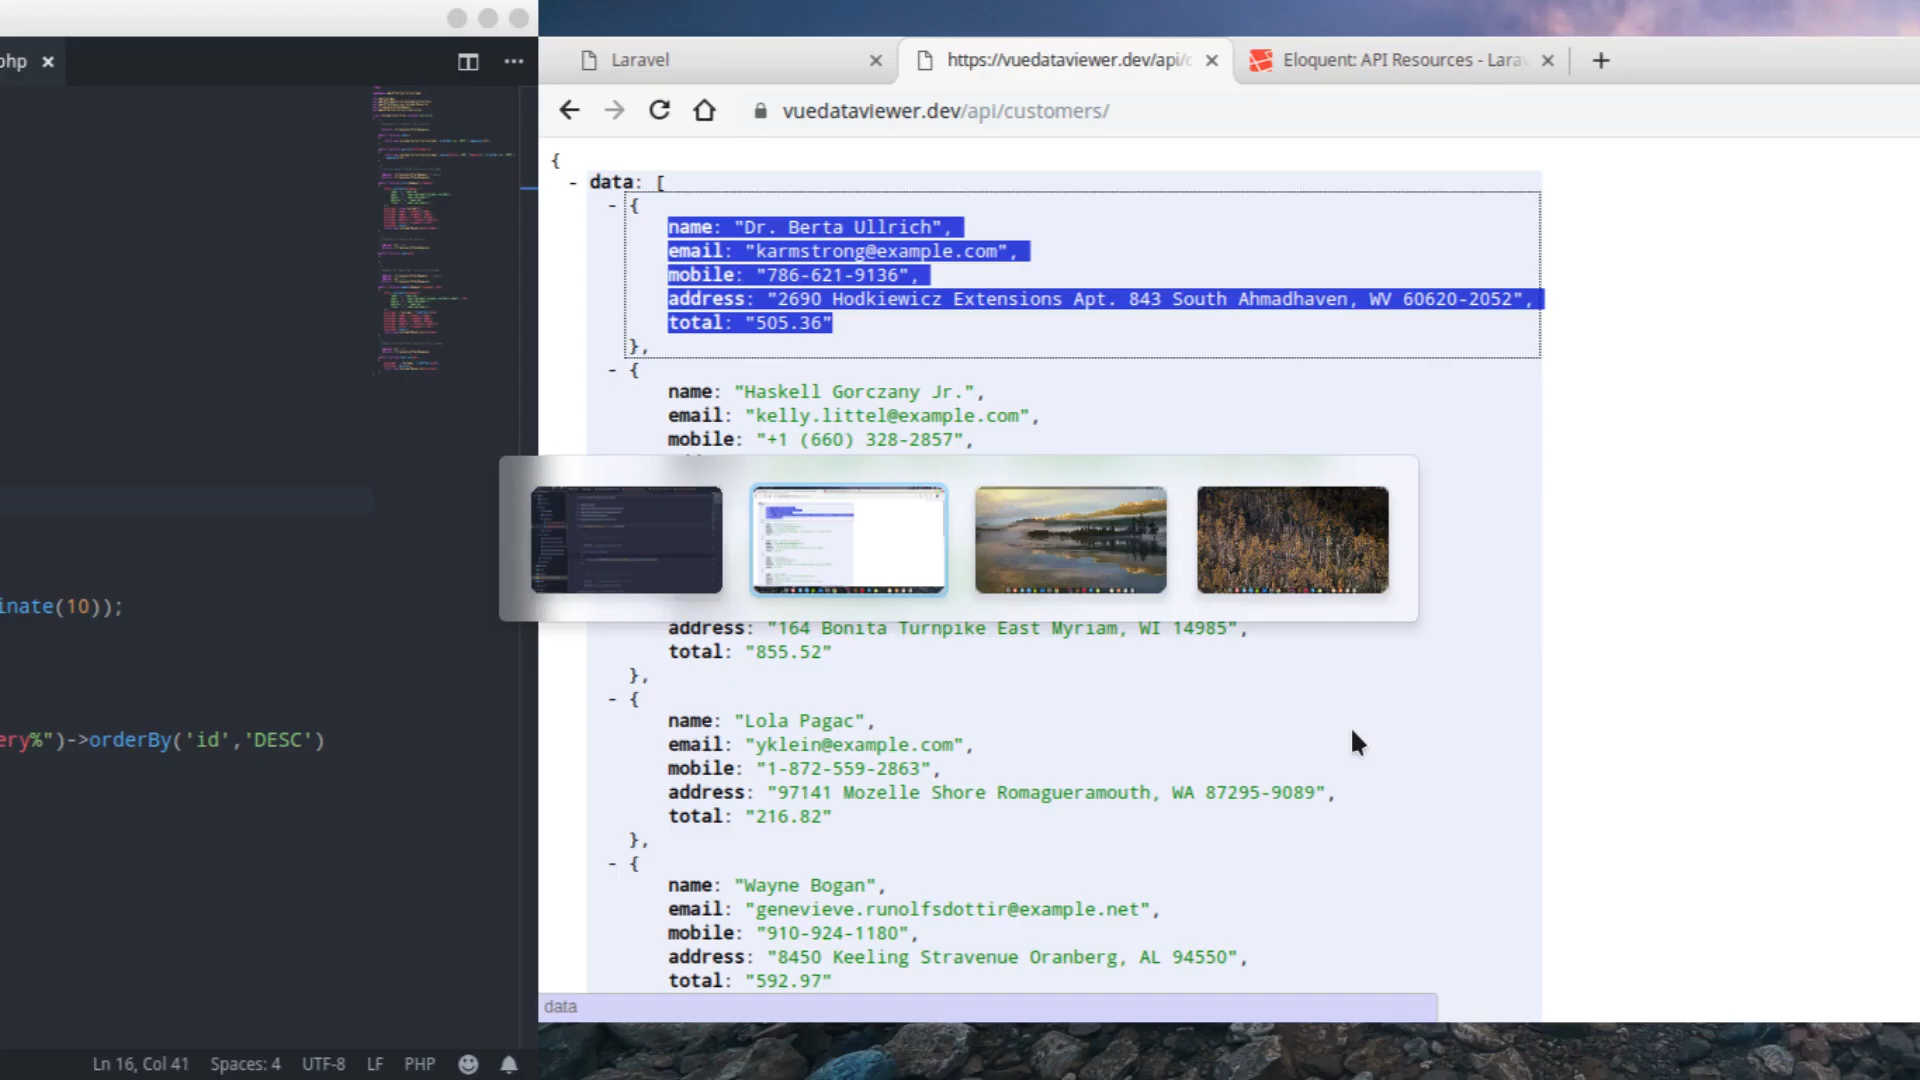 php ×
inate(10));
ery%")->orderBy('id','DESC')
Ln 16, Col 41 Spaces: 4 UTF-8 LF PHP
Laravel
https://vuedataviewer.dev/api/c
Eloquent: API Resources - Larav
vuedataviewer.dev/api/customers/
{
- data: [
- {
name: "Dr. Berta Ullrich",
email: "karmstrong@example.com",
mobile: "786-621-9136",
address: "2690 Hodkiewicz Extensions Apt. 843 South Ahmadhaven, WV 60620-2052",
total: "505.36"
},
- {
name: "Haskell Gorczany Jr.",
email: "kelly.littel@example.com",
mobile: "+1 (660) 328-2857",
address: "164 Bonita Turnpike East Myriam, WI 14985",
total: "855.52"
},
- {
name: "Lola Pagac",
email: "yklein@example.com",
mobile: "1-872-559-2863",
address: "97141 Mozelle Shore Romagueramouth, WA 87295-9089",
total: "216.82"
},
- {
name: "Wayne Bogan",
email: "genevieve.runolfsdottir@example.net",
mobile: "910-924-1180",
address: "8450 Keeling Stravenue Oranberg, AL 94550",
total: "592.97"
data